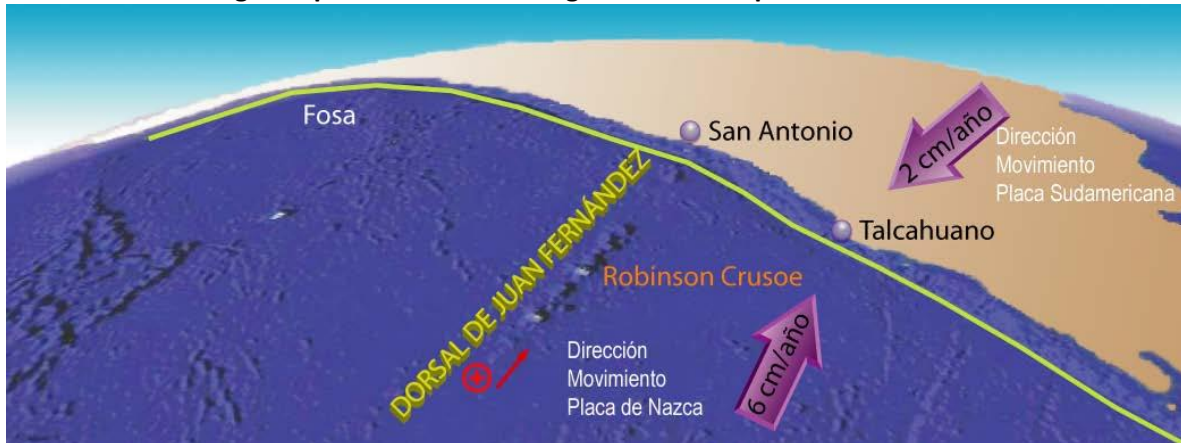 Fosa
San Antonio
2 cm/año
Dirección
Movimiento
Placa Sudamericana
DORSAL DE JUAN FERNÁNDEZ
Talcahuano
Robinson Crusoe
6 cm/año
Dirección
Movimiento
Placa de Nazca